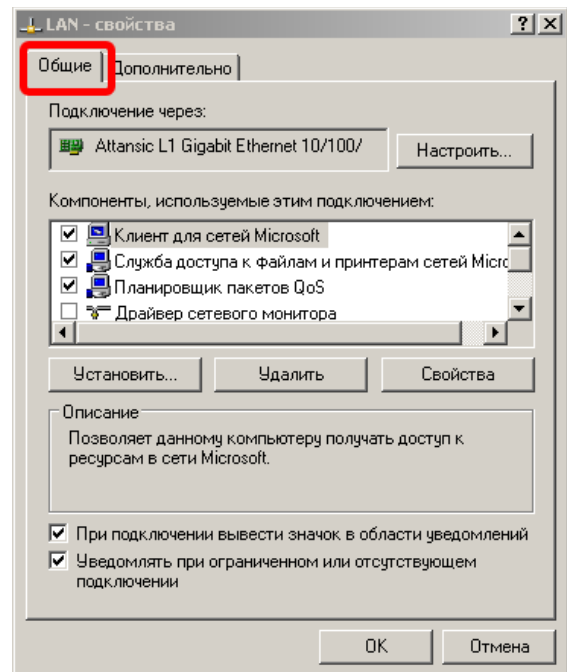 LAN - свойства
Общие
Дополнительно
Подключение через:
Attansic L1 Gigabit Ethernet 10/100/
Настроить...
Компоненты, используемые этим подключением:
Клиент для сетей Microsoft
Служба доступа к файлам и принтерам сетей Micro
Планировщик пакетов QoS
Драйвер сетевого монитора
Установить...
Удалить
Свойства
Описание
Позволяет данному компьютеру получать доступ к
ресурсам в сети Microsoft.
При подключении вывести значок в области уведомлений
Уведомлять при ограниченном или отсутствующем
подключении
OK
Отмена